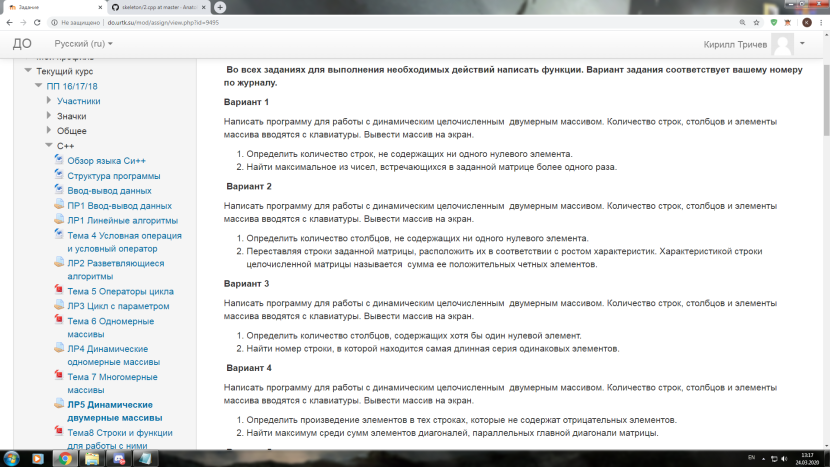 Задание
skeleton/2.cpp at master · Anat
Не защищено | do.urtk.su/mod/assign/view.php?id=9495
ДО
Русский (ru)
Кирилл Тричев
Текущий курс
ПП 16/17/18
Участники
Значки
Общее
C++
Обзор языка Си++
Структура программы
Ввод-вывод данных
ПР1 Ввод-вывод данных
ЛР1 Линейные алгоритмы
Тема 4 Условная операция
и условный оператор
ЛР2 Разветвляющиеся
алгоритмы
Тема 5 Операторы цикла
ЛР3 Цикл с параметром
Тема 6 Одномерные
массивы
ЛР4 Динамические
одномерные массивы
Тема 7 Многомерные
массивы
ЛР5 Динамические
двумерные массивы
Тема8 Строки и функции
для работы с ними
Во всех заданиях для выполнения необходимых действий написать функции. Вариант задания соответствует вашему номеру
по журналу.
Вариант 1
Написать программу для работы с динамическим целочисленным двумерным массивом. Количество строк, столбцов и элементы
массива вводятся с клавиатуры. Вывести массив на экран.
1. Определить количество строк, не содержащих ни одного нулевого элемента.
2. Найти максимальное из чисел, встречающихся в заданной матрице более одного раза.
Вариант 2
Написать программу для работы с динамическим целочисленным двумерным массивом. Количество строк, столбцов и элементы
массива вводятся с клавиатуры. Вывести массив на экран.
1. Определить количество столбцов, не содержащих ни одного нулевого элемента.
2. Переставляя строки заданной матрицы, расположить их в соответствии с ростом характеристик. Характеристикой строки
целочисленной матрицы называется сумма ее положительных четных элементов.
Вариант 3
Написать программу для работы с динамическим целочисленным двумерным массивом. Количество строк, столбцов и элементы
массива вводятся с клавиатуры. Вывести массив на экран.
1. Определить количество столбцов, содержащих хотя бы один нулевой элемент.
2. Найти номер строки, в которой находится самая длинная серия одинаковых элементов.
Вариант 4
Написать программу для работы с динамическим целочисленным двумерным массивом. Количество строк, столбцов и элементы
массива вводятся с клавиатуры. Вывести массив на экран.
1. Определить произведение элементов в тех строках, которые не содержат отрицательных элементов.
2. Найти максимум среди сумм элементов диагоналей, параллельных главной диагонали матрицы.
EN
13:17
24.03.2020